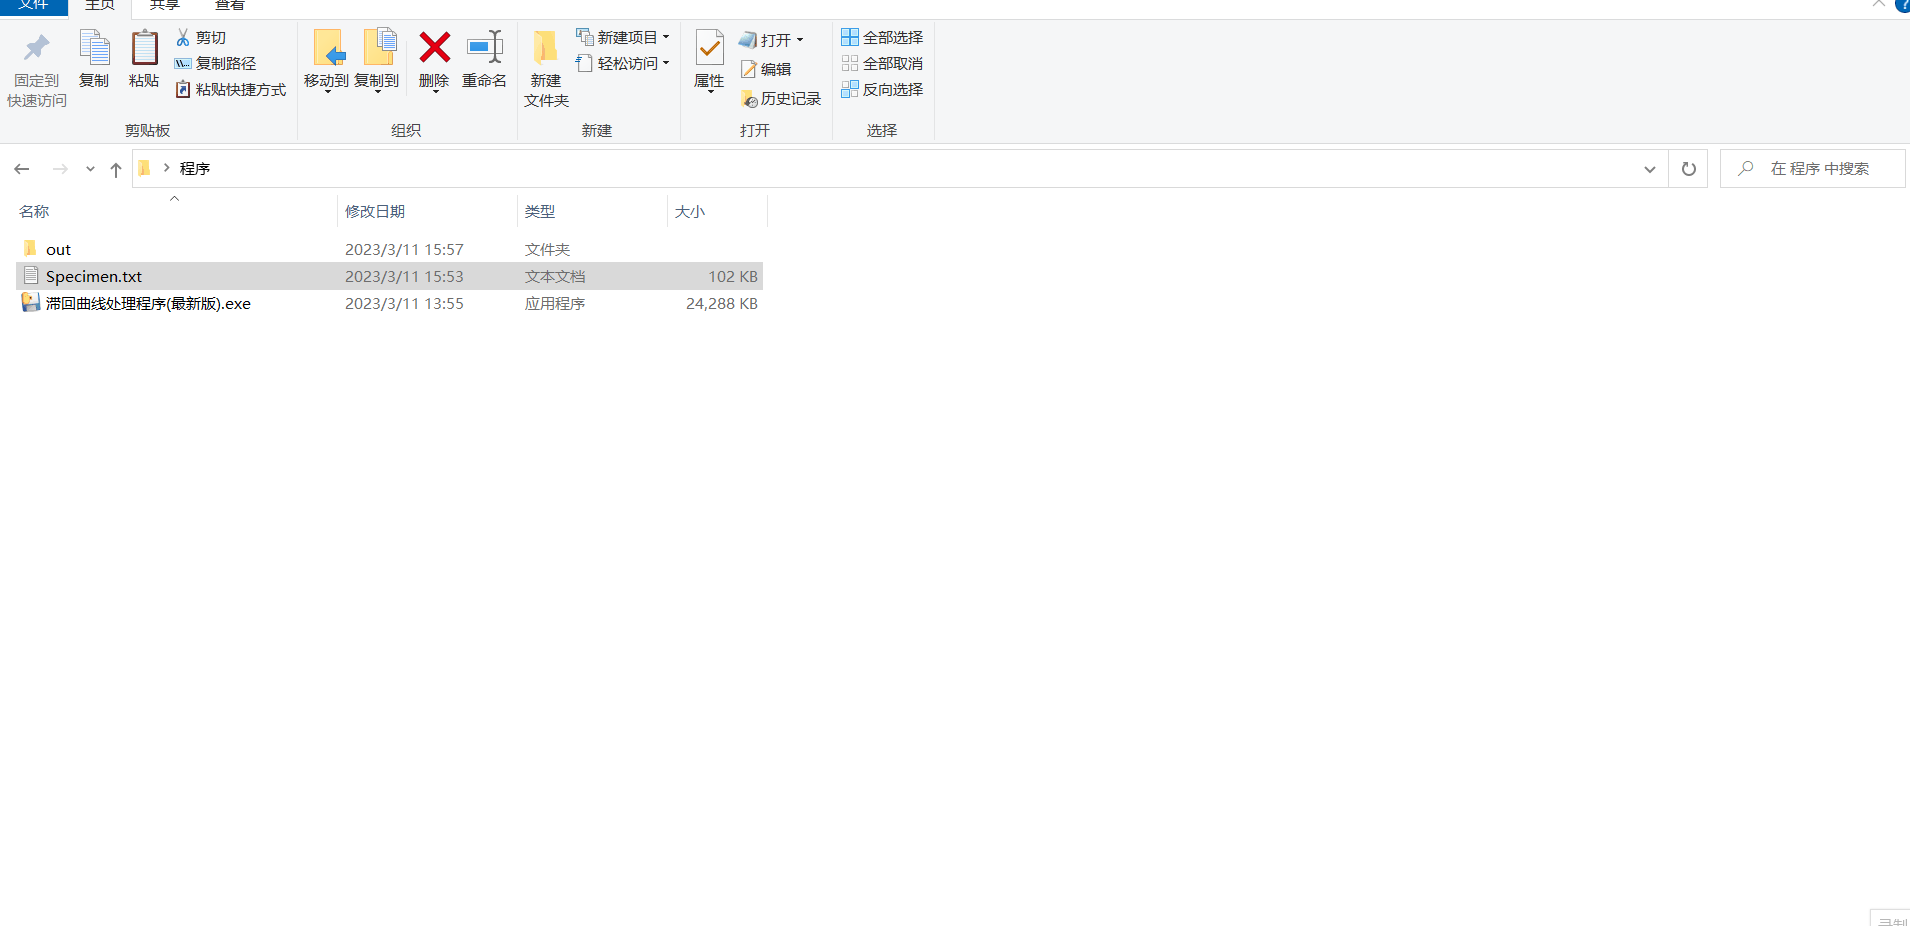 文件 主页 共享 查看
固定到
快速访问
复制
粘贴
剪切
复制路径
粘贴快捷方式
剪贴板
移动到
复制到
删除
重命名
组织
新建
文件夹
新建项目
轻松访问
新建
属性
打开
编辑
历史记录
打开
全部选择
全部取消
反向选择
选择
程序
在 程序 中搜索
名称 修改日期 类型 大小
out 2023/3/11 15:57 文件夹
Specimen.txt 2023/3/11 15:53 文本文档 102 KB
滞回曲线处理程序(最新版).exe 2023/3/11 13:55 应用程序 24,288 KB